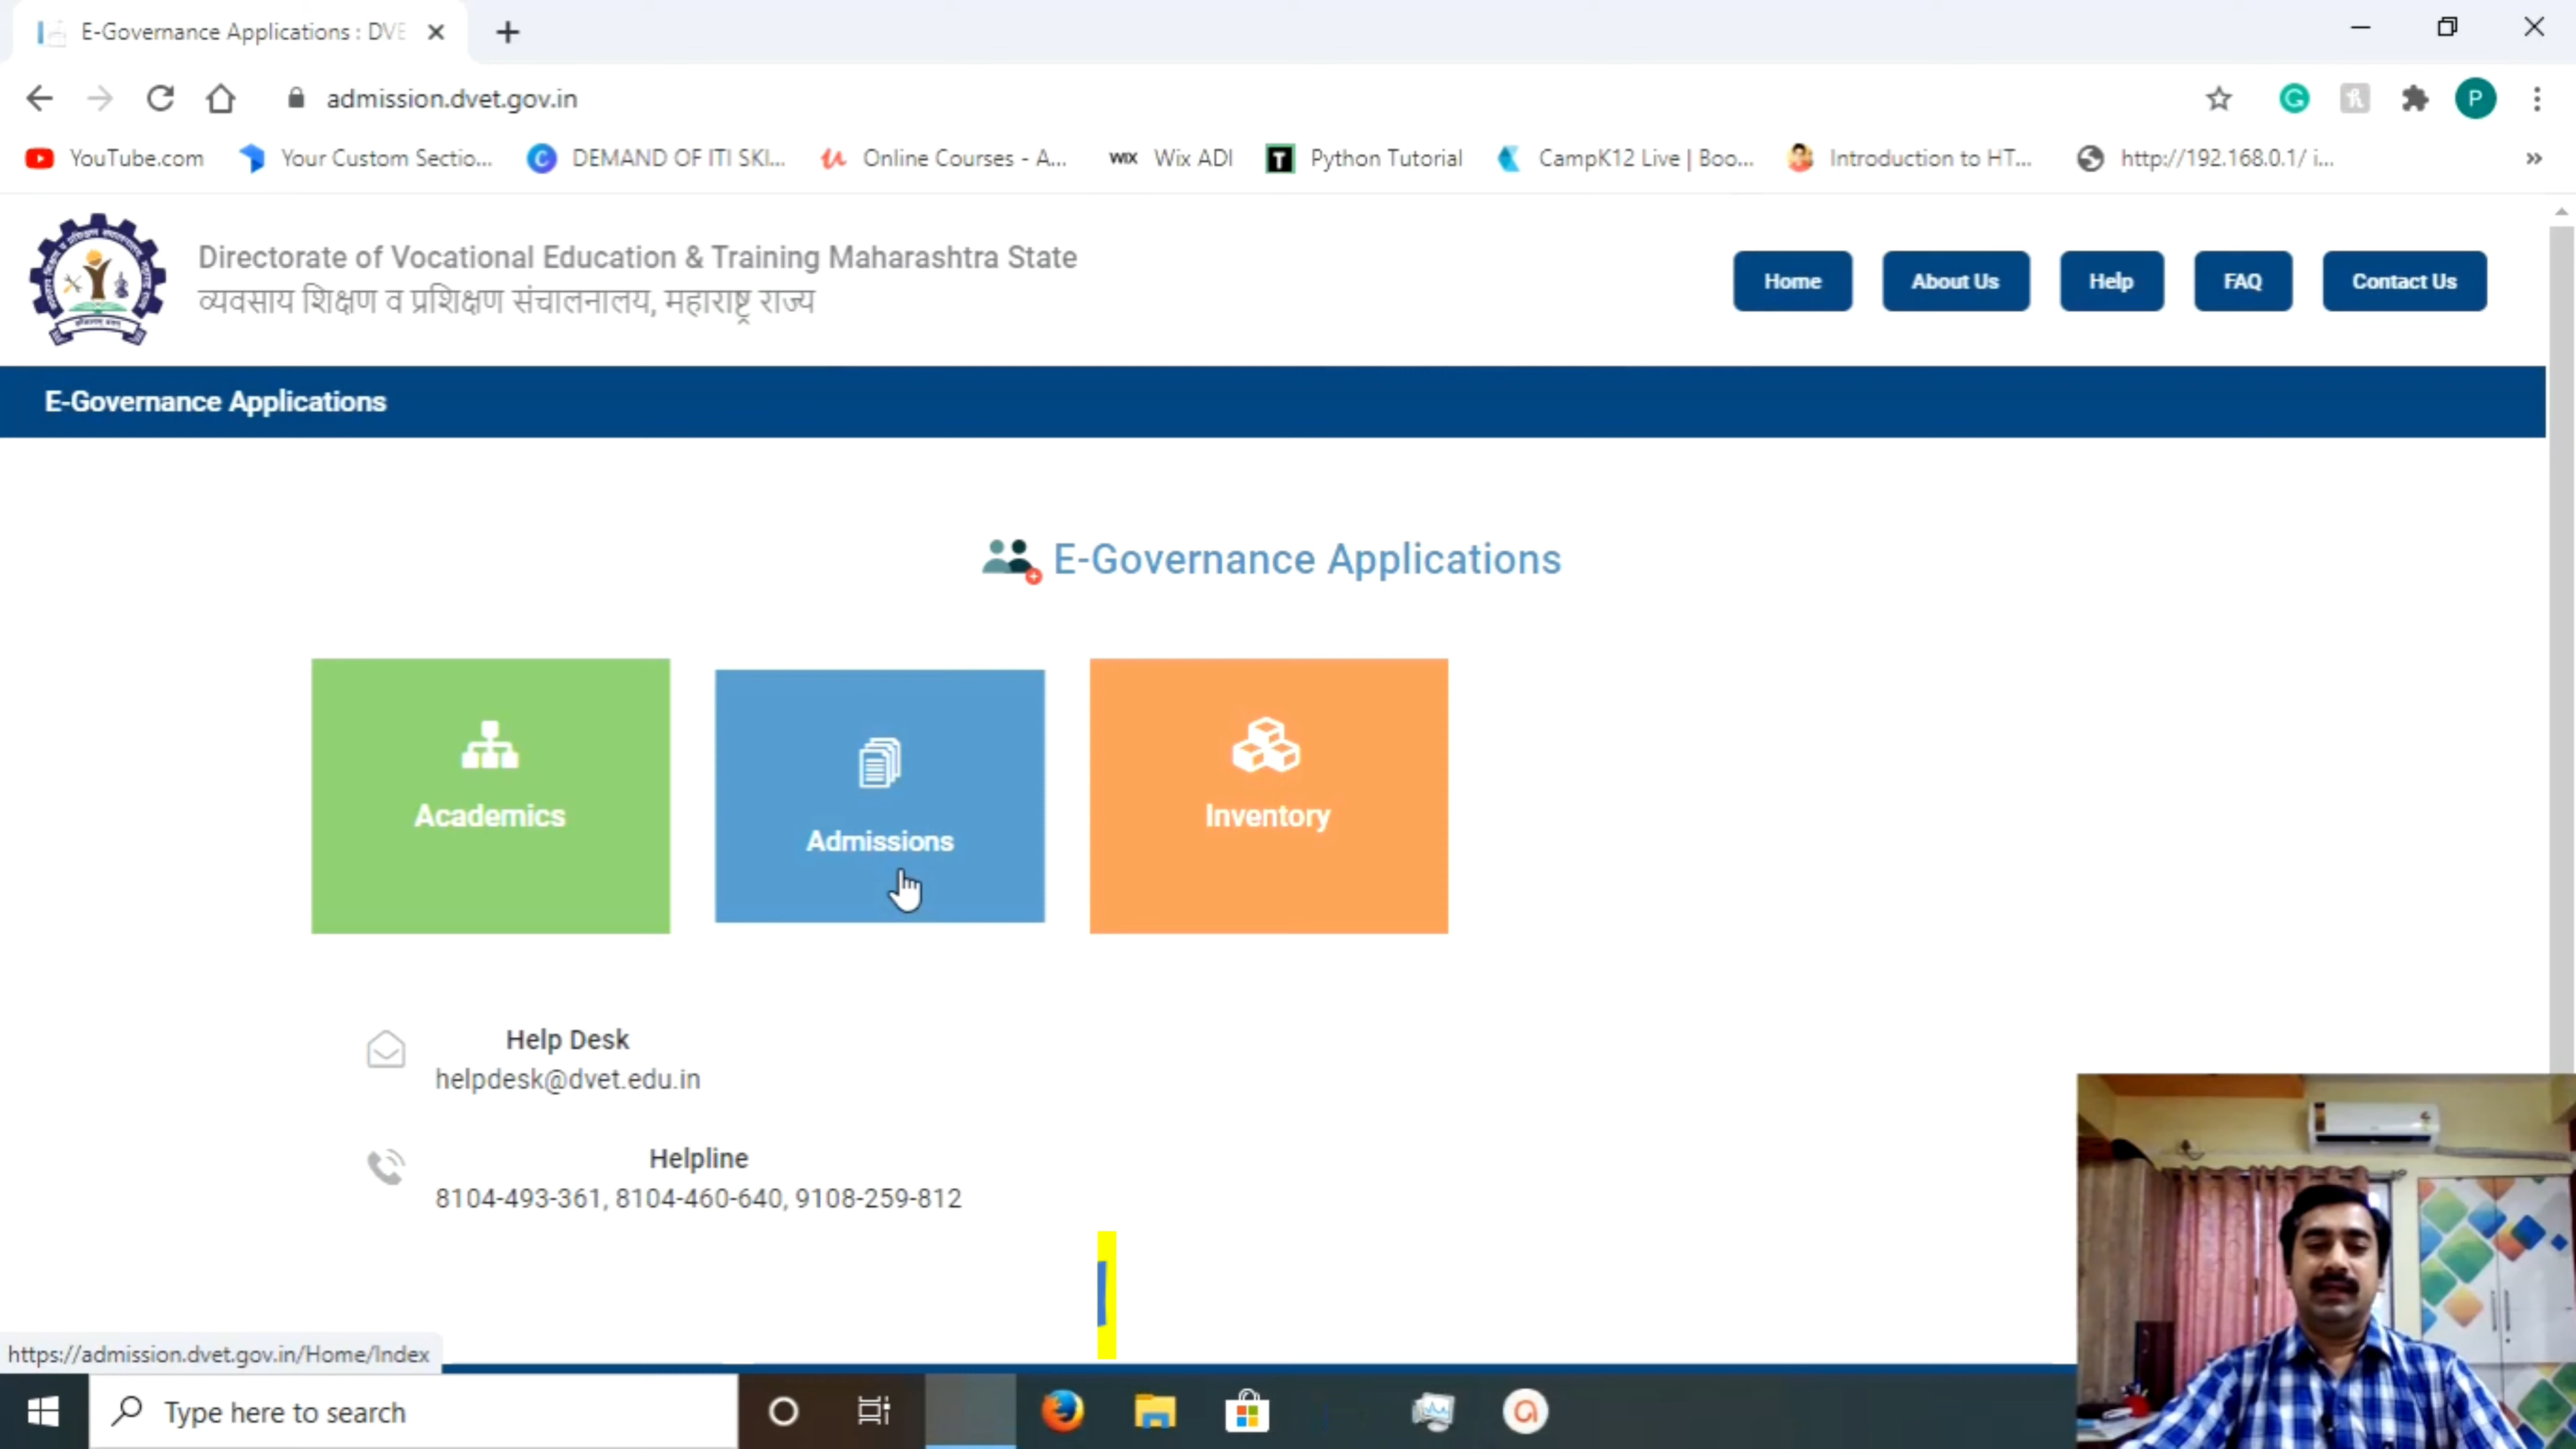 E-Governance Applications : DVE
admission.dvet.gov.in
P
YouTube.com
Your Custom Sectio...
DEMAND OF ITI SKI...
Online Courses - A...
WIX Wix ADI
T Python Tutorial
CampK12 Live | Boo...
Introduction to HT...
http://192.168.0.1/ i...
Directorate of Vocational Education & Training Maharashtra State
व्यवसाय शिक्षण व प्रशिक्षण संचालनालय, महाराष्ट्र राज्य
Home
About Us
Help
FAQ
Contact Us
E-Governance Applications
E-Governance Applications
Academics
Admissions
Inventory
Help Desk
helpdesk@dvet.edu.in
Helpline
8104-493-361, 8104-460-640, 9108-259-812
https://admission.dvet.gov.in/Home/Index
Type here to search